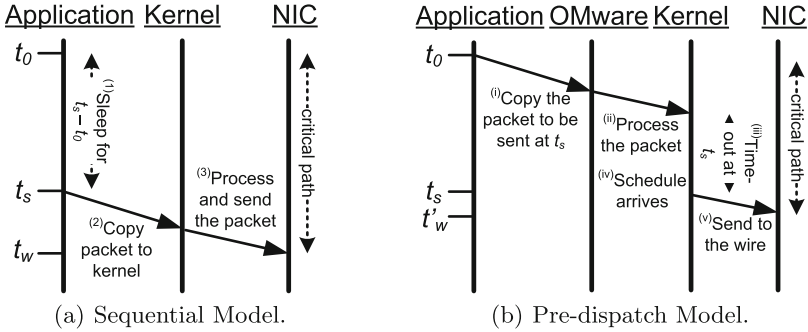 Application Kernel NIC
t₀
⁽¹⁾Sleep for
tₛ − t₀
critical path
tₛ
⁽³⁾Process
and send
the packet
⁽²⁾Copy
packet to
kernel
t_w
(a) Sequential Model.
Application OMware Kernel NIC
t₀
⁽ⁱ⁾Copy the
packet to be
sent at tₛ
⁽ⁱⁱ⁾Process
the packet
⁽ⁱⁱⁱ⁾Time-
out at
tₛ
critical path
⁽ⁱᵛ⁾Schedule
arrives
tₛ
t'_w
⁽ᵛ⁾Send to
the wire
(b) Pre-dispatch Model.